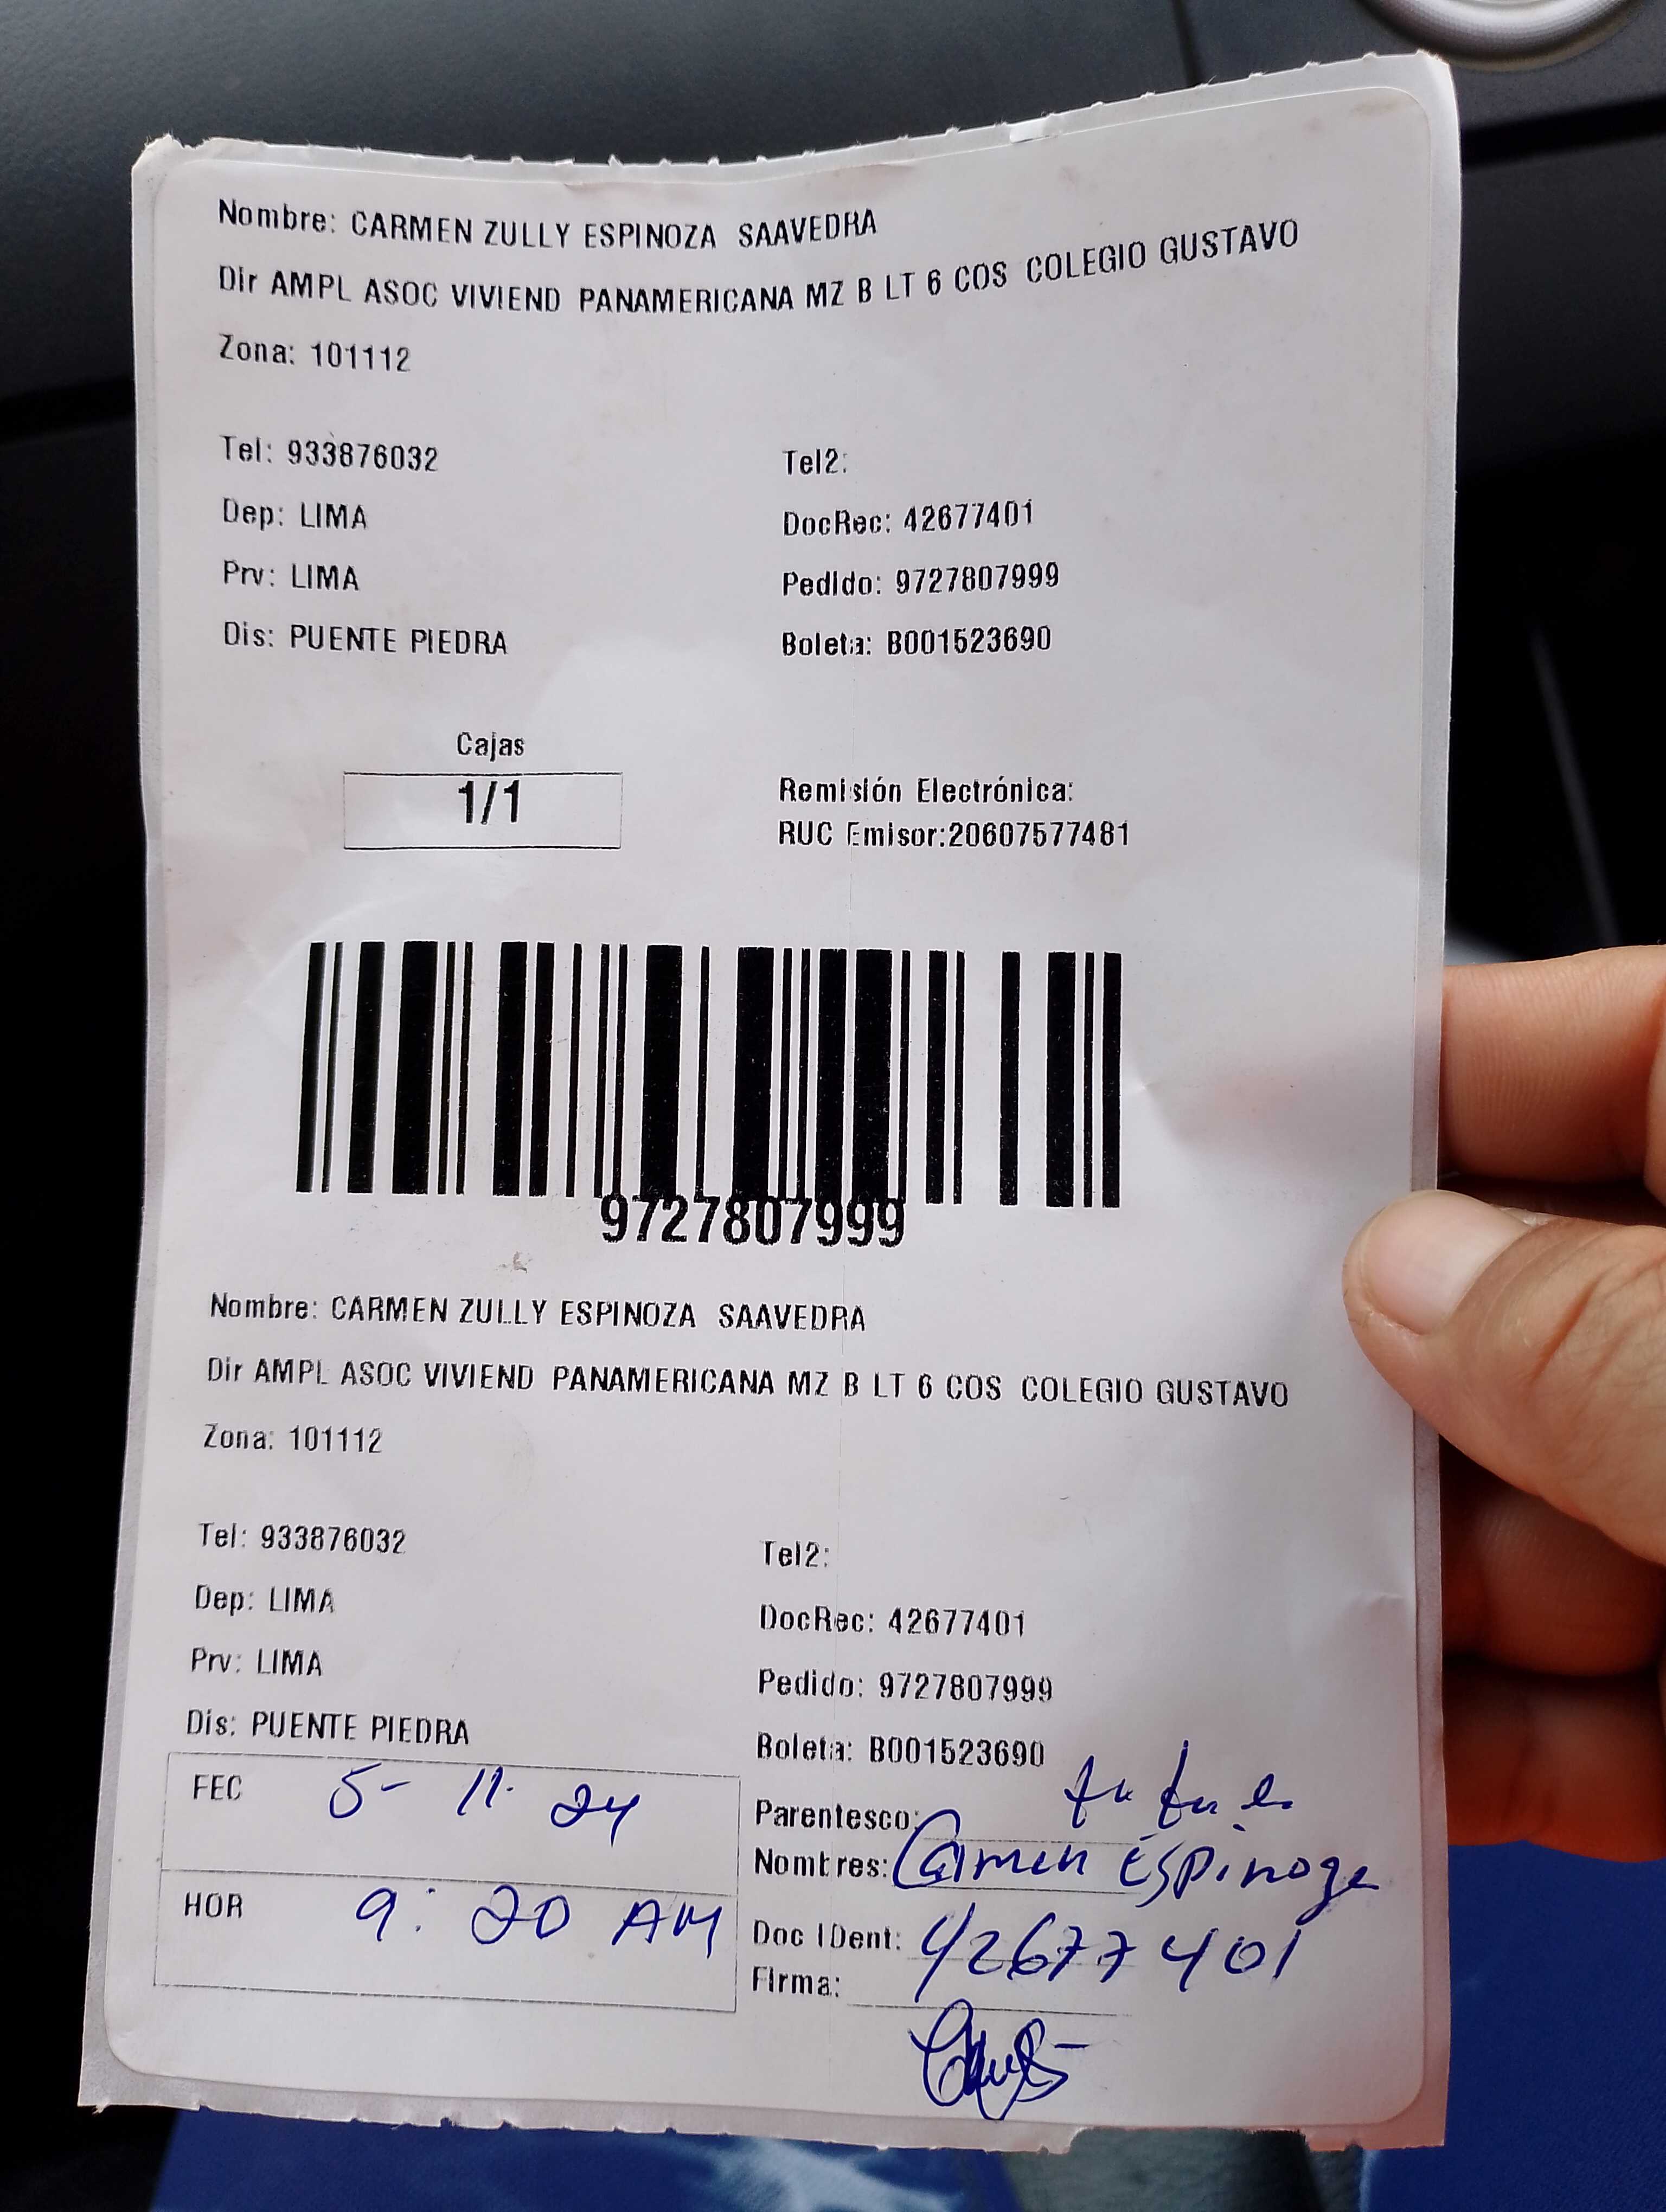 Nombre: CARMEN ZULLY ESPINOZA SAAVEDRA
Dir AMPL ASOC VIVIEND PANAMERICANA MZ B LT 6 COS COLEGIO GUSTAVO
Zona: 101112
Tel: 933876032 Tel2:
Dep: LIMA DocRec: 42677401
Prv: LIMA Pedido: 9727807999
Dis: PUENTE PIEDRA Boleta: B001523690
Cajas
1/1
Remisión Electrónica:
RUC Emisor:20607577481
9727807999
Nombre: CARMEN ZULLY ESPINOZA SAAVEDRA
Dir AMPL ASOC VIVIEND PANAMERICANA MZ B LT 6 COS COLEGIO GUSTAVO
Zona: 101112
Tel: 933876032 Tel2:
Dep: LIMA DocRec: 42677401
Prv: LIMA Pedido: 9727807999
Dis: PUENTE PIEDRA Boleta: B001523690
FEC 5-11-24
HOR 9:20 AM
Parentesco:
Nombres: Carmen Espinoza
Doc IDent: 42677401
Firma: